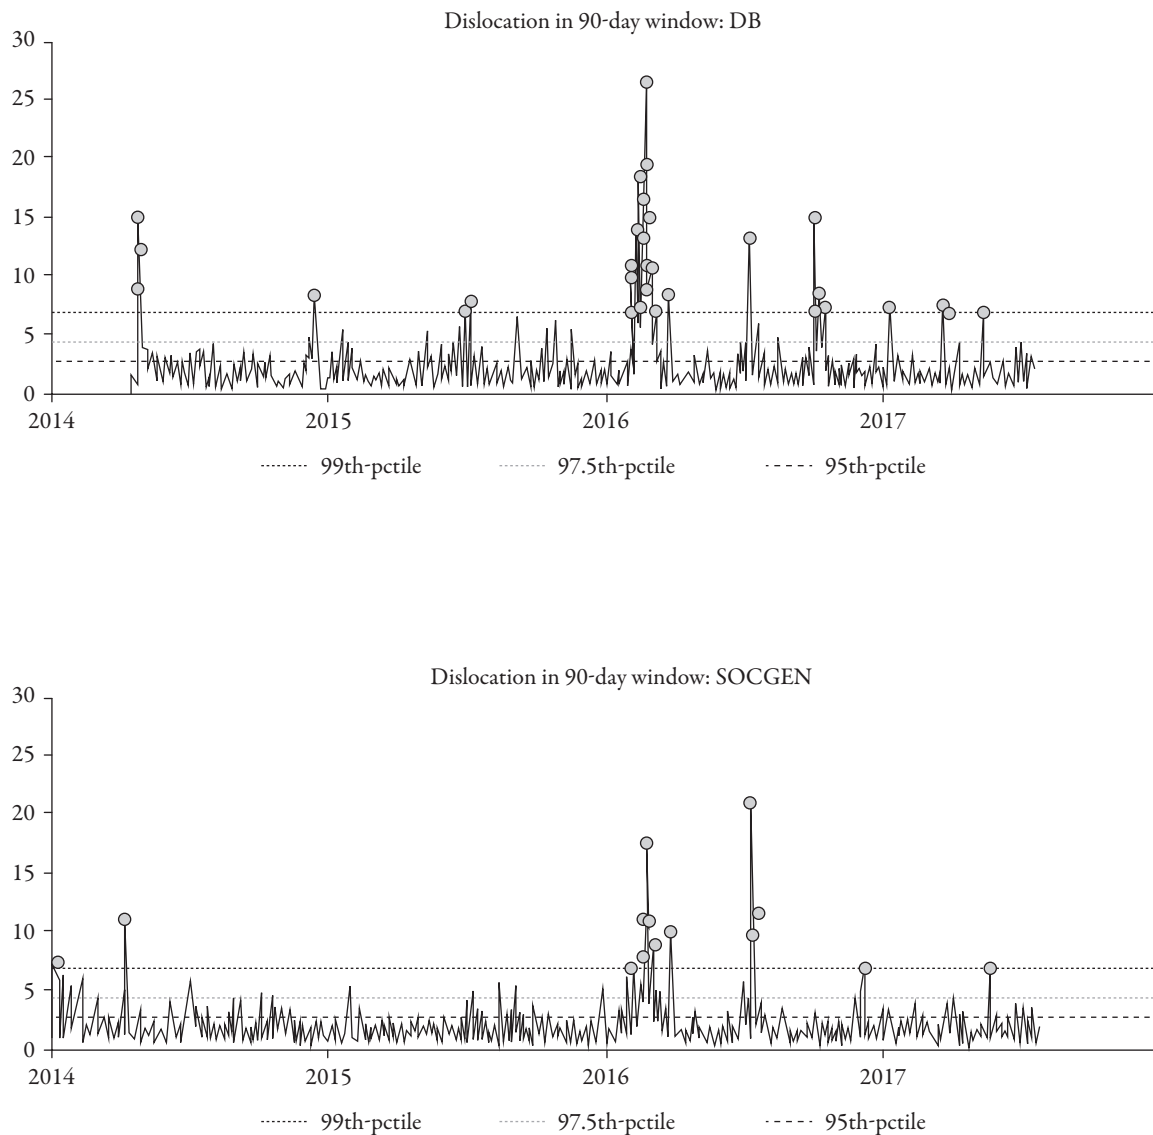 Dislocation in 90-day window: DB
30
25
20
15
10
5
0
2014 2015 2016 2017
99th-pctile 97.5th-pctile 95th-pctile
Dislocation in 90-day window: SOCGEN
30
25
20
15
10
5
0
2014 2015 2016 2017
99th-pctile 97.5th-pctile 95th-pctile